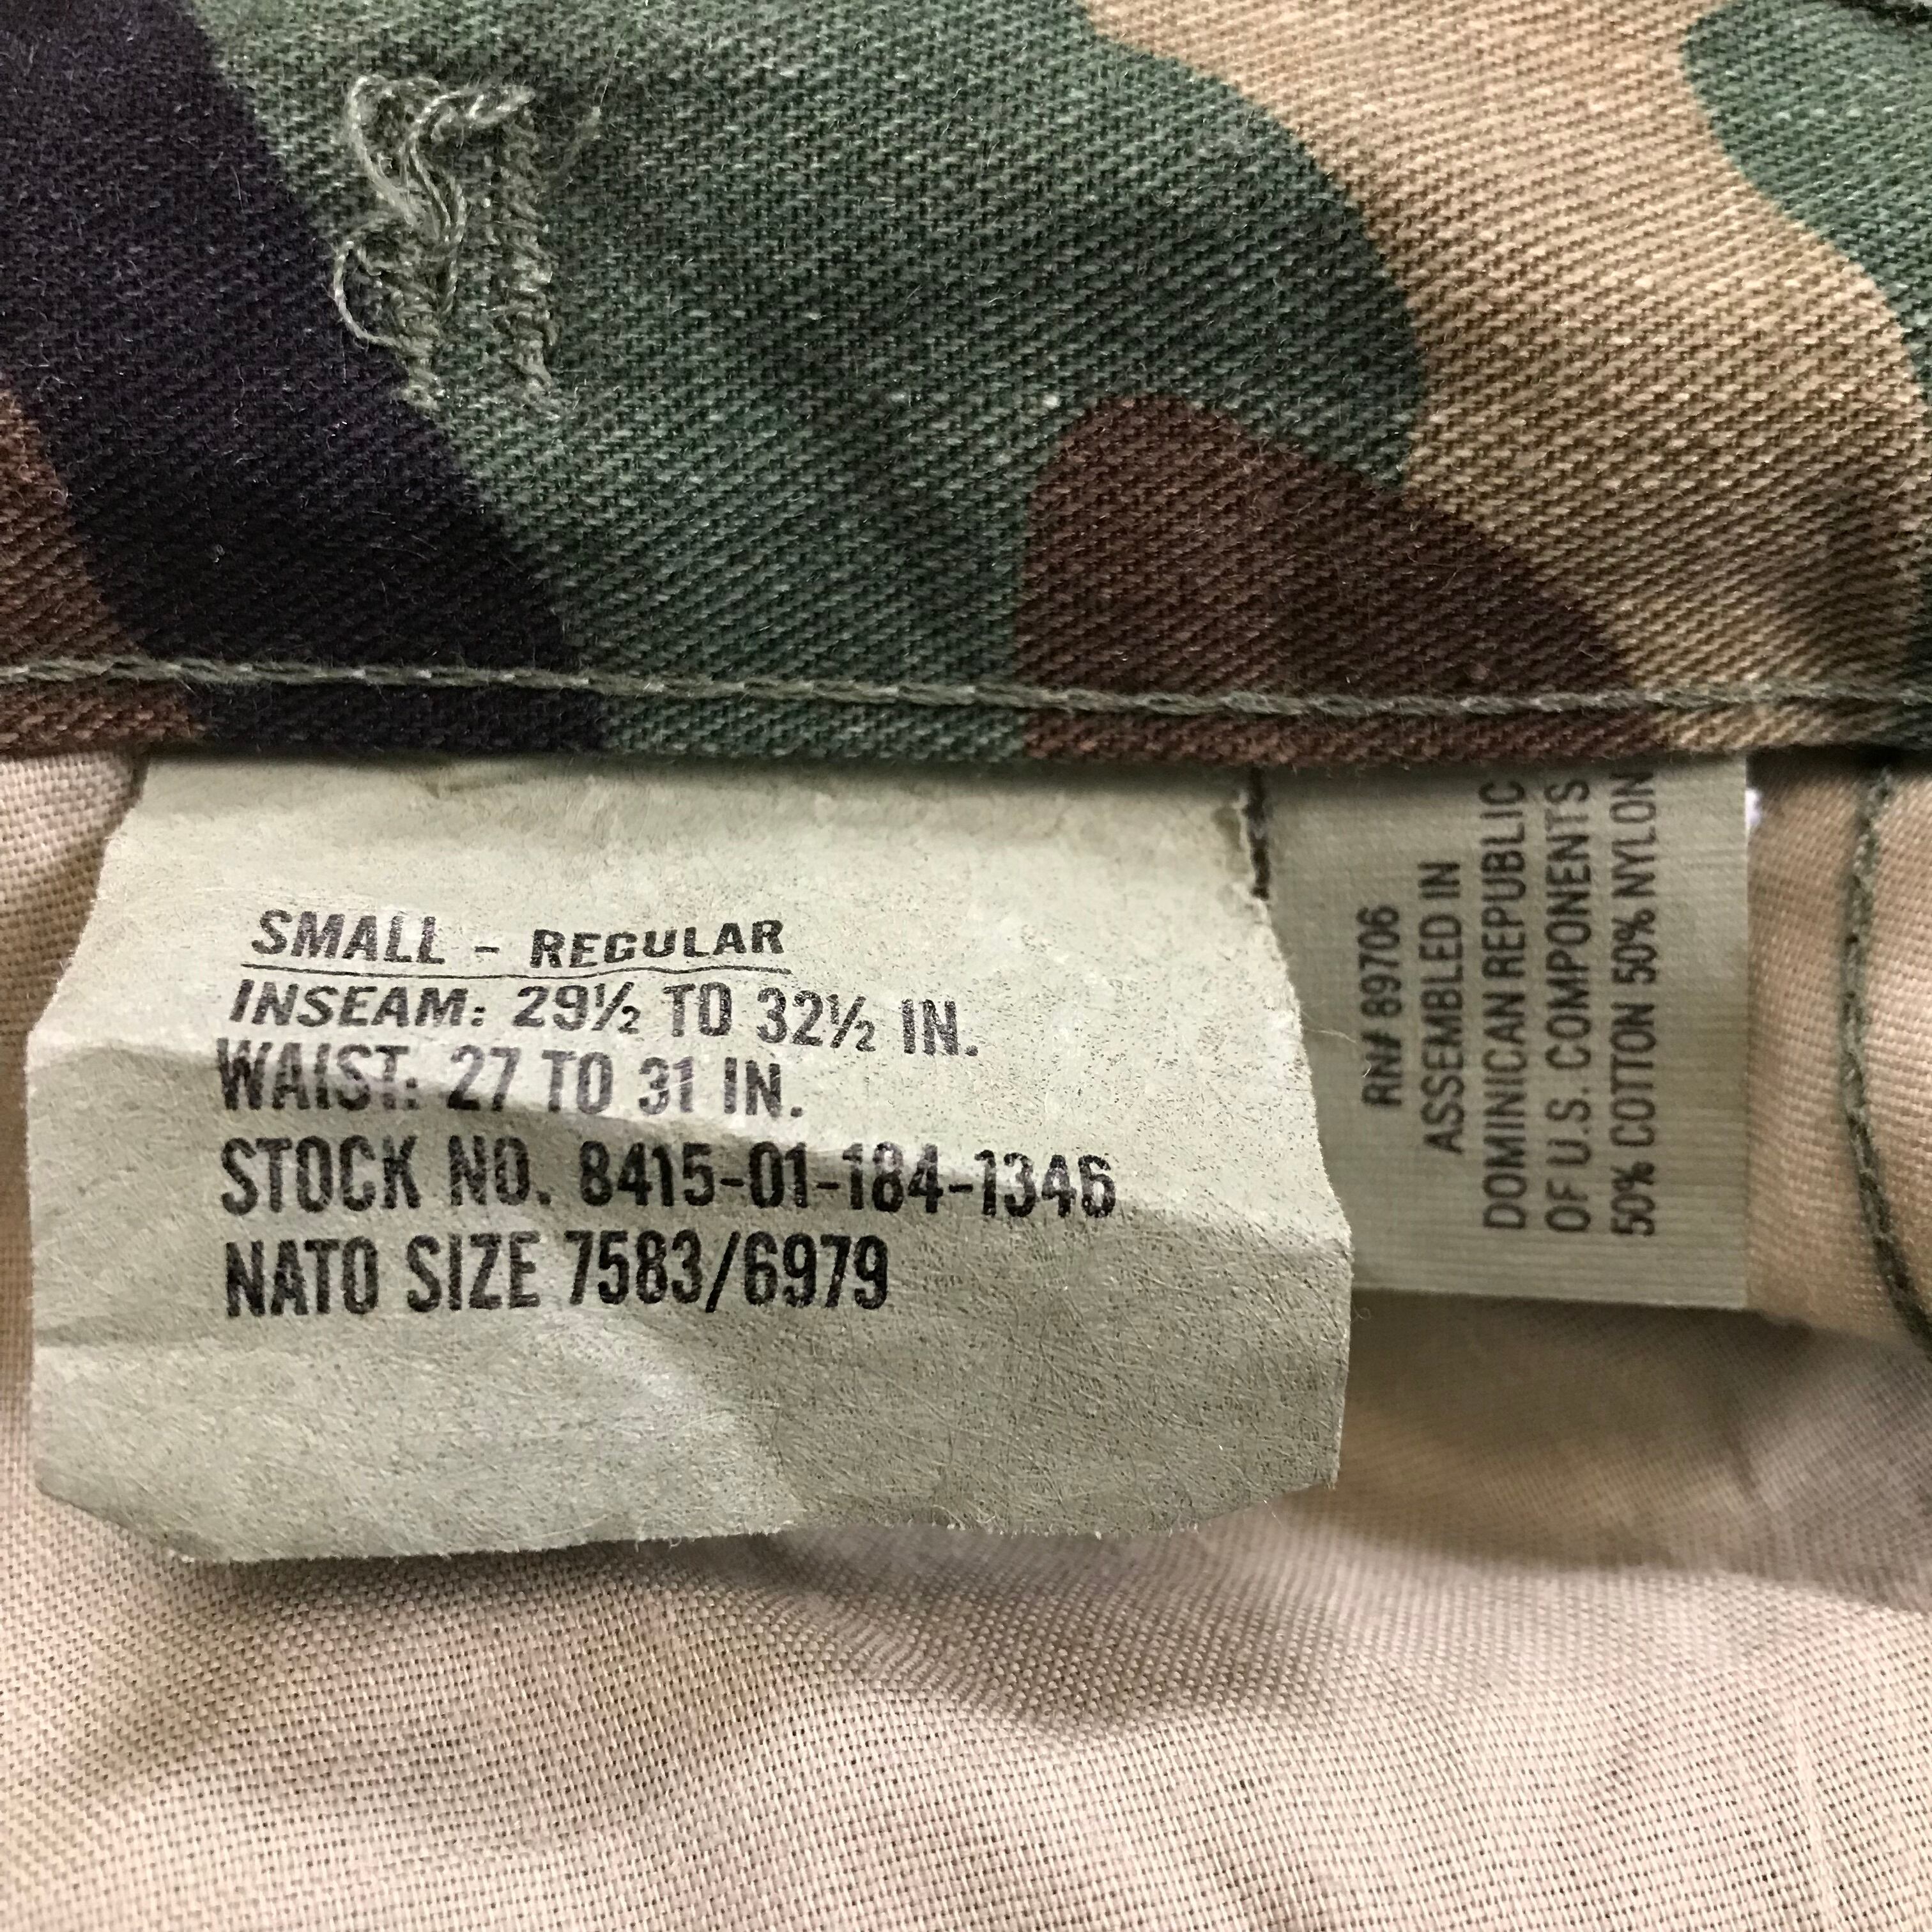 SMALL - REGULAR
INSEAM: 29½ TO 32½ IN.
WAIST: 27 TO 31 IN.
STOCK NO. 8415-01-184-1346
NATO SIZE 7583/6979
RN# 89706
ASSEMBLED IN
DOMINICAN REPUBLIC
OF U.S. COMPONENTS
50% COTTON 50% NYLON